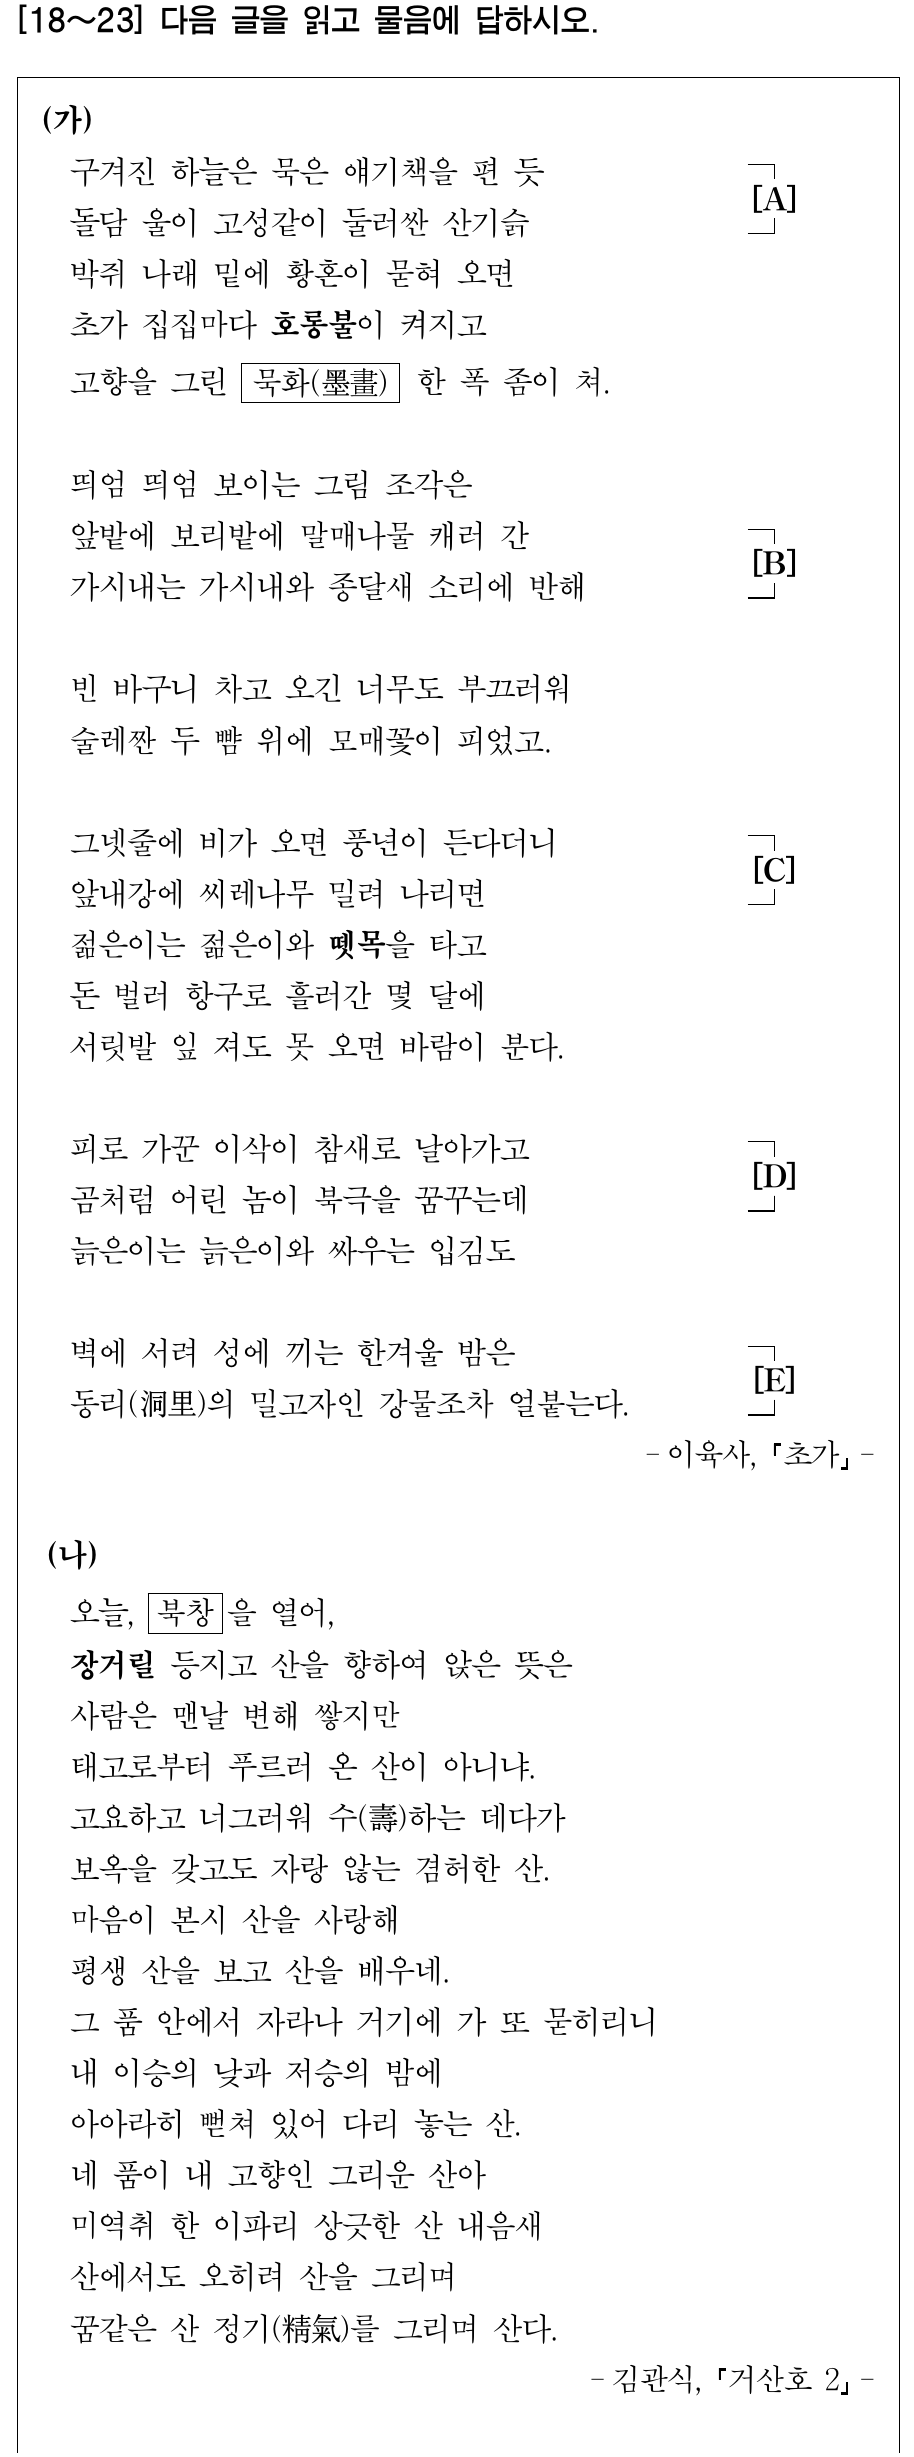 [18～23] 다음 글을 읽고 물음에 답하시오.
(가)
구겨진 하늘은 묵은 얘기책을 편 듯
돌담 울이 고성같이 둘러싼 산기슭
[A]
박쥐 나래 밑에 황혼이 묻혀 오면
초가 집집마다 호롱불이 켜지고
고향을 그린 묵화(墨畫) 한 폭 좀이 쳐.
띄엄 띄엄 보이는 그림 조각은
앞밭에 보리밭에 말매나물 캐러 간
가시내는 가시내와 종달새 소리에 반해
[B]
빈 바구니 차고 오긴 너무도 부끄러워
술레짠 두 뺨 위에 모매꽃이 피었고.
그넷줄에 비가 오면 풍년이 든다더니
앞내강에 씨레나무 밀려 나리면
[C]
젊은이는 젊은이와 뗏목을 타고
돈 벌러 항구로 흘러간 몇 달에
서릿발 잎 져도 못 오면 바람이 분다.
피로 가꾼 이삭이 참새로 날아가고
곰처럼 어린 놈이 북극을 꿈꾸는데
[D]
늙은이는 늙은이와 싸우는 입김도
벽에 서려 성에 끼는 한겨울 밤은
동리(洞里)의 밀고자인 강물조차 얼붙는다.
[E]
- 이육사, 「초가」 -
(나)
오늘, 북창을 열어,
장거릴 등지고 산을 향하여 앉은 뜻은
사람은 맨날 변해 쌓지만
태고로부터 푸르러 온 산이 아니냐.
고요하고 너그러워 수(壽)하는 데다가
보옥을 갖고도 자랑 않는 겸허한 산.
마음이 본시 산을 사랑해
평생 산을 보고 산을 배우네.
그 품 안에서 자라나 거기에 가 또 묻히리니
내 이승의 낮과 저승의 밤에
아아라히 뻗쳐 있어 다리 놓는 산.
네 품이 내 고향인 그리운 산아
미역취 한 이파리 상긋한 산 내음새
산에서도 오히려 산을 그리며
꿈같은 산 정기(精氣)를 그리며 산다.
- 김관식, 「거산호 2」 -